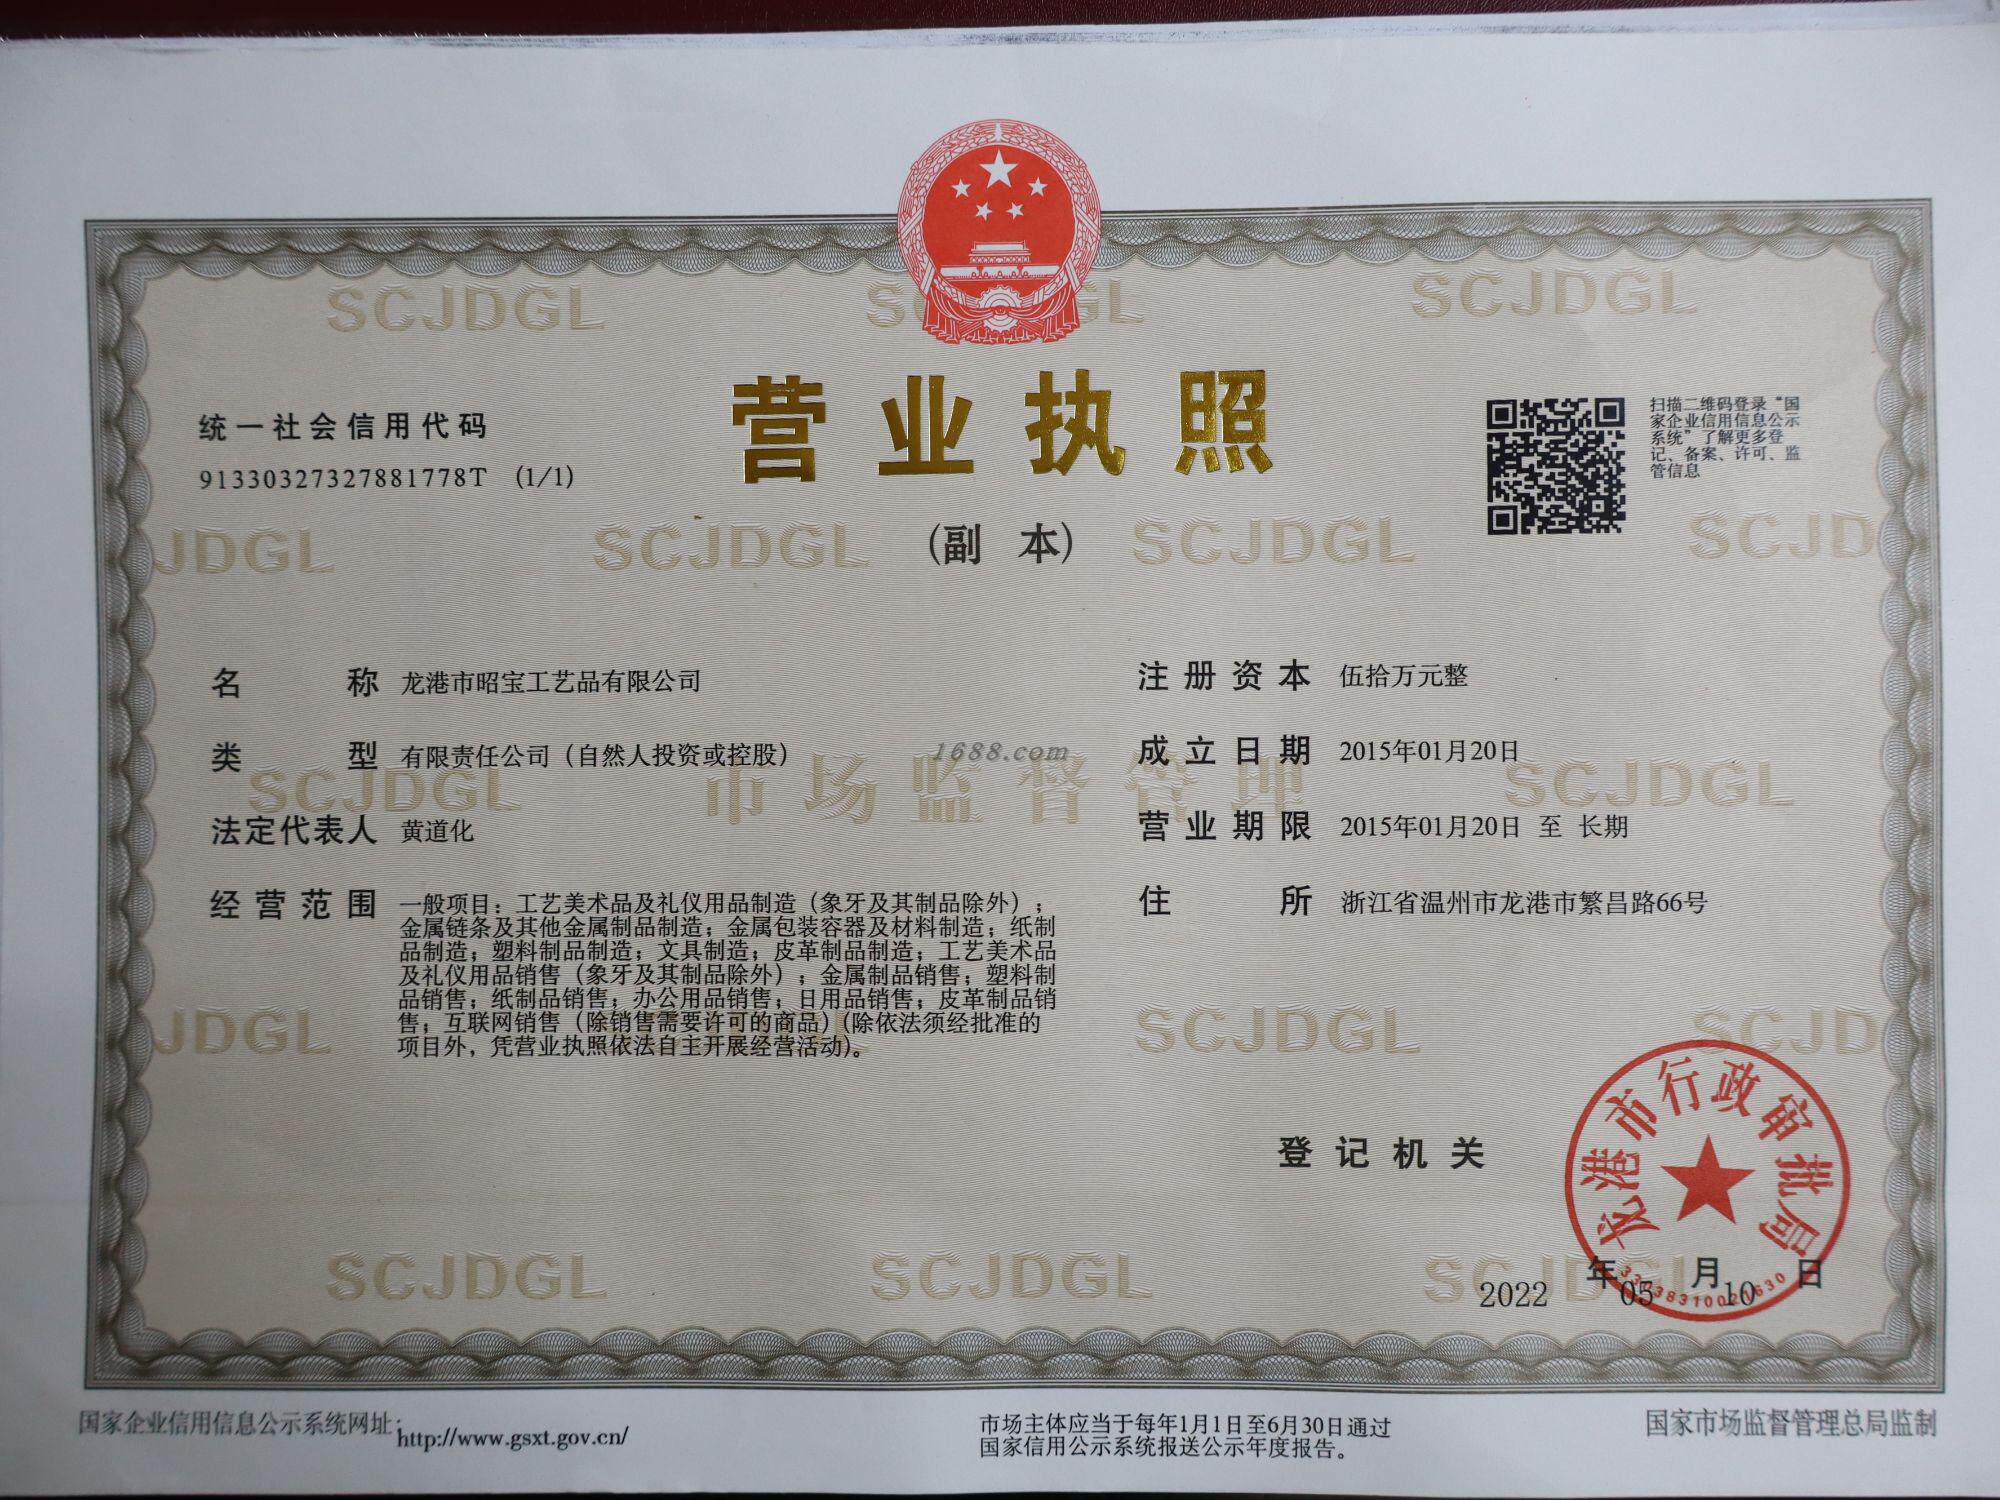 营业执照
(副 本)
统一社会信用代码
91330327327881778T (1/1)
扫描二维码登录“国
家企业信用信息公示
系统”了解更多登
记、备案、许可、监
管信息
名称 龙港市昭宝工艺品有限公司
类型 有限责任公司（自然人投资或控股）
法定代表人 黄道化
经营范围 一般项目：工艺美术品及礼仪用品制造（象牙及其制品除外）；
金属链条及其他金属制品制造；金属包装容器及材料制造；纸制
品制造；塑料制品制造；文具制造；皮革制品制造；工艺美术品
及礼仪用品销售（象牙及其制品除外）；金属制品销售；塑料制
品销售；纸制品销售；办公用品销售；日用品销售；皮革制品销
售；互联网销售（除销售需要许可的商品）(除依法须经批准的
项目外，凭营业执照依法自主开展经营活动)。
注册资本 伍拾万元整
成立日期 2015年01月20日
营业期限 2015年01月20日 至 长期
住所 浙江省温州市龙港市繁昌路66号
1688.com
市场监督管理
SCJDGL
登记机关
龙港市行政审批局
2022年05月10日
国家企业信用信息公示系统网址：http://www.gsxt.gov.cn/
市场主体应当于每年1月1日至6月30日通过
国家信用公示系统报送公示年度报告。
国家市场监督管理总局监制